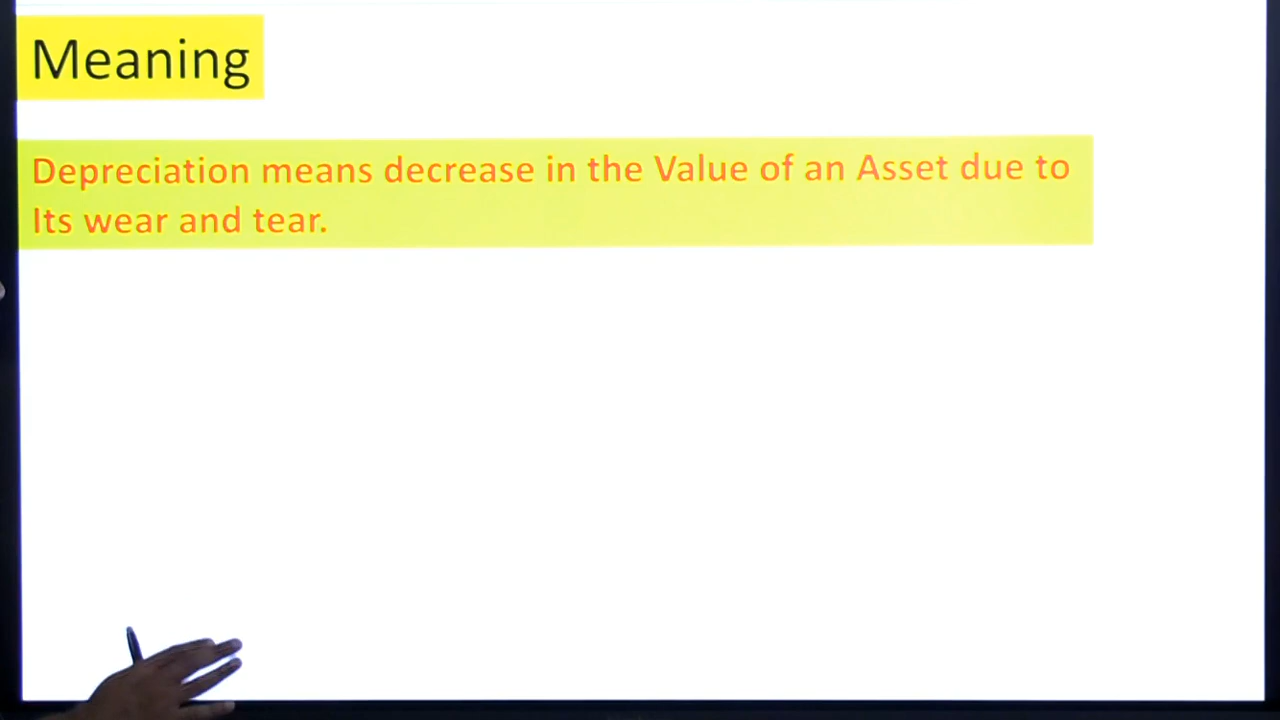 Meaning
Depreciation means decrease in the Value of an Asset due to
Its wear and tear.